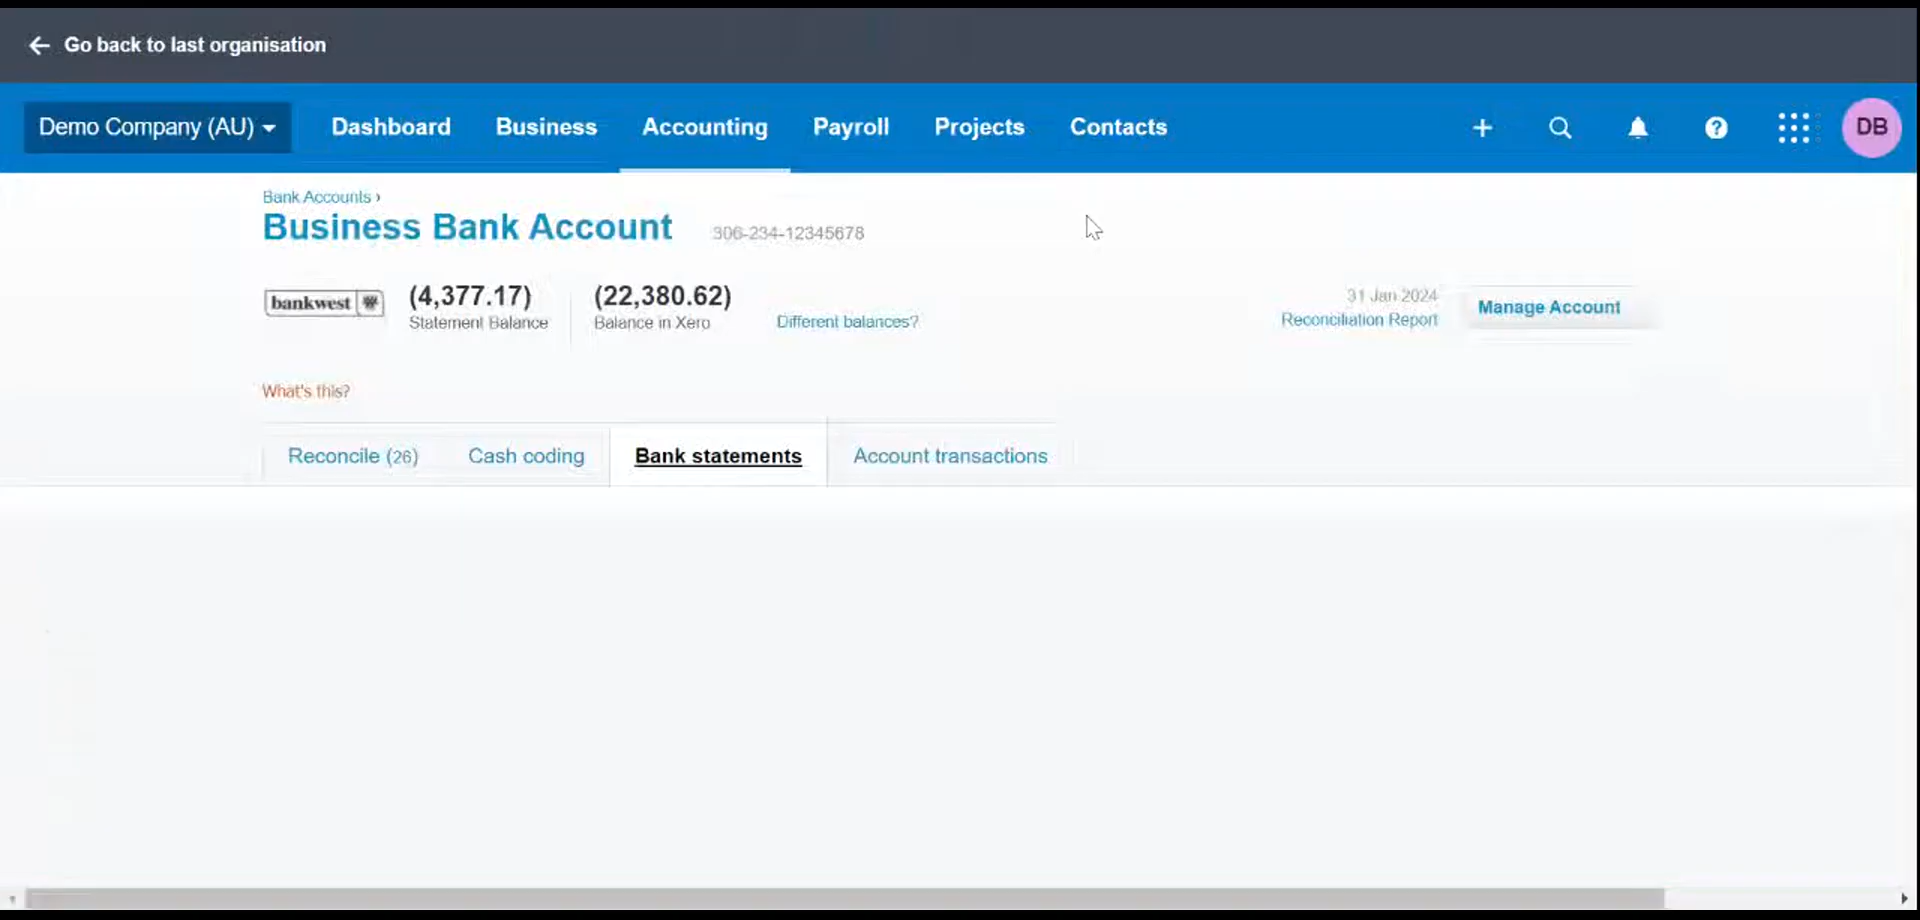 Go back to last organisation
Demo Company (AU) Dashboard Business Accounting Payroll Projects Contacts DB
Bank Accounts ›
Business Bank Account 306-234-12345678
bankwest (4,377.17) (22,380.62) 31 Jan 2024
Statement Balance Balance in Xero Different balances? Reconciliation Report Manage Account
What's this?
Reconcile (26) Cash coding Bank statements Account transactions